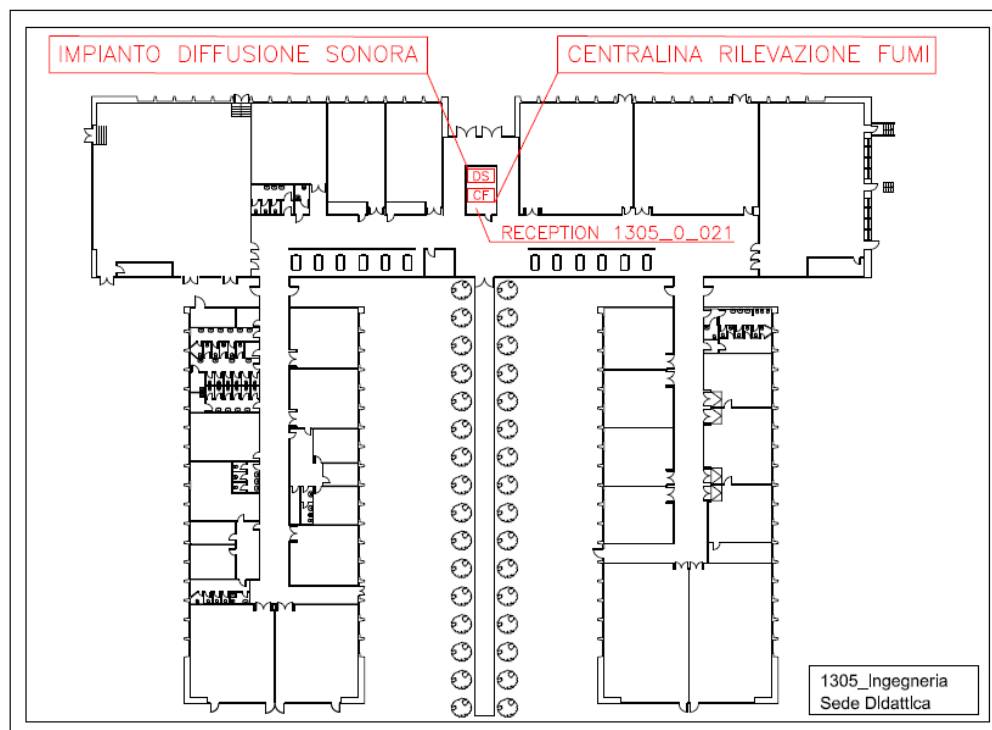 IMPIANTO DIFFUSIONE SONORA
CENTRALINA RILEVAZIONE FUMI
DS
CF
RECEPTION 1305_0_021
1305_Ingegneria
Sede Didattica